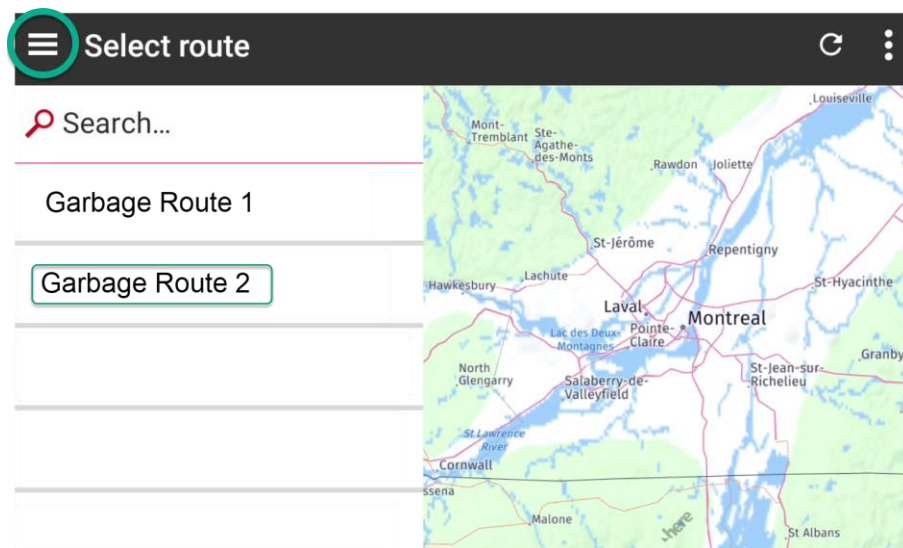 Select route
Search...
Garbage Route 1
Garbage Route 2
Louiseville
Mont-
Tremblant
Ste-
Agathe-
des-Monts
Rawdon
Joliette
St-Jérôme
Repentigny
Lachute
Hawkesbury
St-Hyacinthe
Laval
Montreal
Lac des Deux-
Montagnes
Pointe-
Claire
Granby
North
Glengarry
Salaberry-de-
Valleyfield
St-Jean-sur-
Richelieu
St Lawrence
River
Cornwall
ssena
Malone
here
St Albans